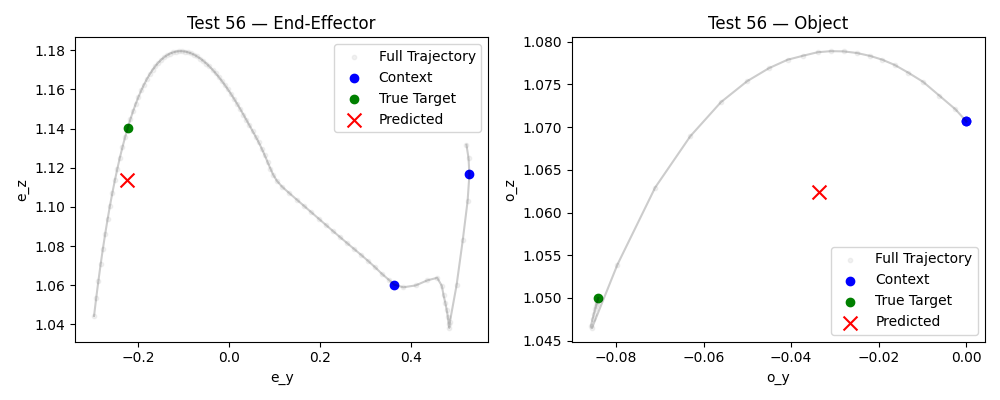 Test 56 — End-Effector
e_z
1.18
1.16
1.14
1.12
1.10
1.08
1.06
1.04
Full Trajectory
Context
True Target
Predicted
−0.2
0.0
0.2
0.4
e_y
Test 56 — Object
o_z
1.080
1.075
1.070
1.065
1.060
1.055
1.050
1.045
Full Trajectory
Context
True Target
Predicted
−0.08
−0.06
−0.04
−0.02
0.00
o_y